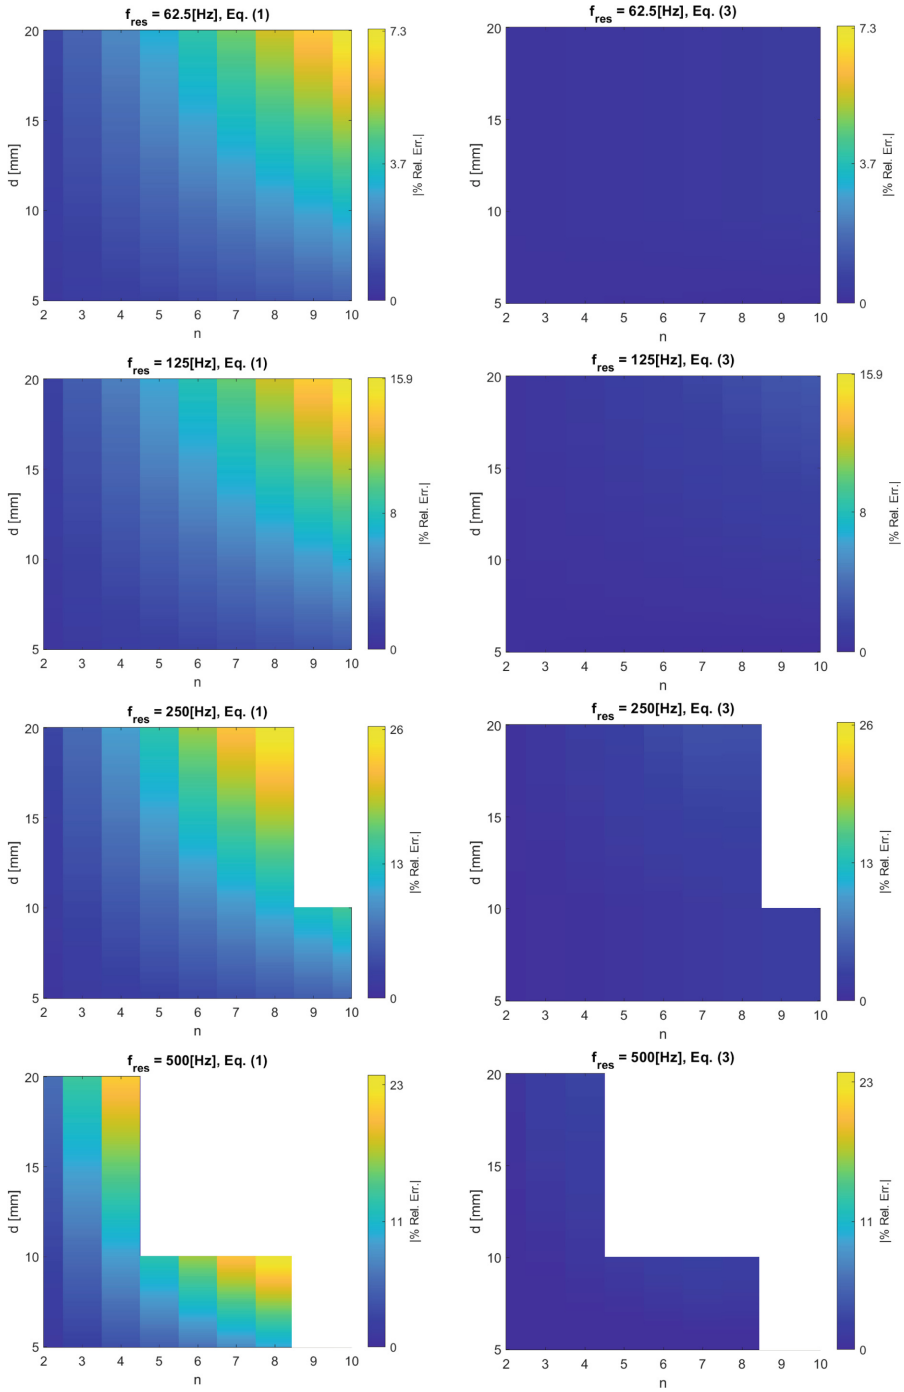 f_res = 62.5[Hz], Eq. (1)
20
15
10
5
d [mm]
2 3 4 5 6 7 8 9 10
n
7.3
3.7
0
|% Rel. Err.|
f_res = 62.5[Hz], Eq. (3)
20
15
10
5
d [mm]
2 3 4 5 6 7 8 9 10
n
7.3
3.7
0
|% Rel. Err.|
f_res = 125[Hz], Eq. (1)
20
15
10
5
d [mm]
2 3 4 5 6 7 8 9 10
n
15.9
8
0
|% Rel. Err.|
f_res = 125[Hz], Eq. (3)
20
15
10
5
d [mm]
2 3 4 5 6 7 8 9 10
n
15.9
8
0
|% Rel. Err.|
f_res = 250[Hz], Eq. (1)
20
15
10
5
d [mm]
2 3 4 5 6 7 8 9 10
n
26
13
0
|% Rel. Err.|
f_res = 250[Hz], Eq. (3)
20
15
10
5
d [mm]
2 3 4 5 6 7 8 9 10
n
26
13
0
|% Rel. Err.|
f_res = 500[Hz], Eq. (1)
20
15
10
5
d [mm]
2 3 4 5 6 7 8 9 10
n
23
11
0
|% Rel. Err.|
f_res = 500[Hz], Eq. (3)
20
15
10
5
d [mm]
2 3 4 5 6 7 8 9 10
n
23
11
0
|% Rel. Err.|